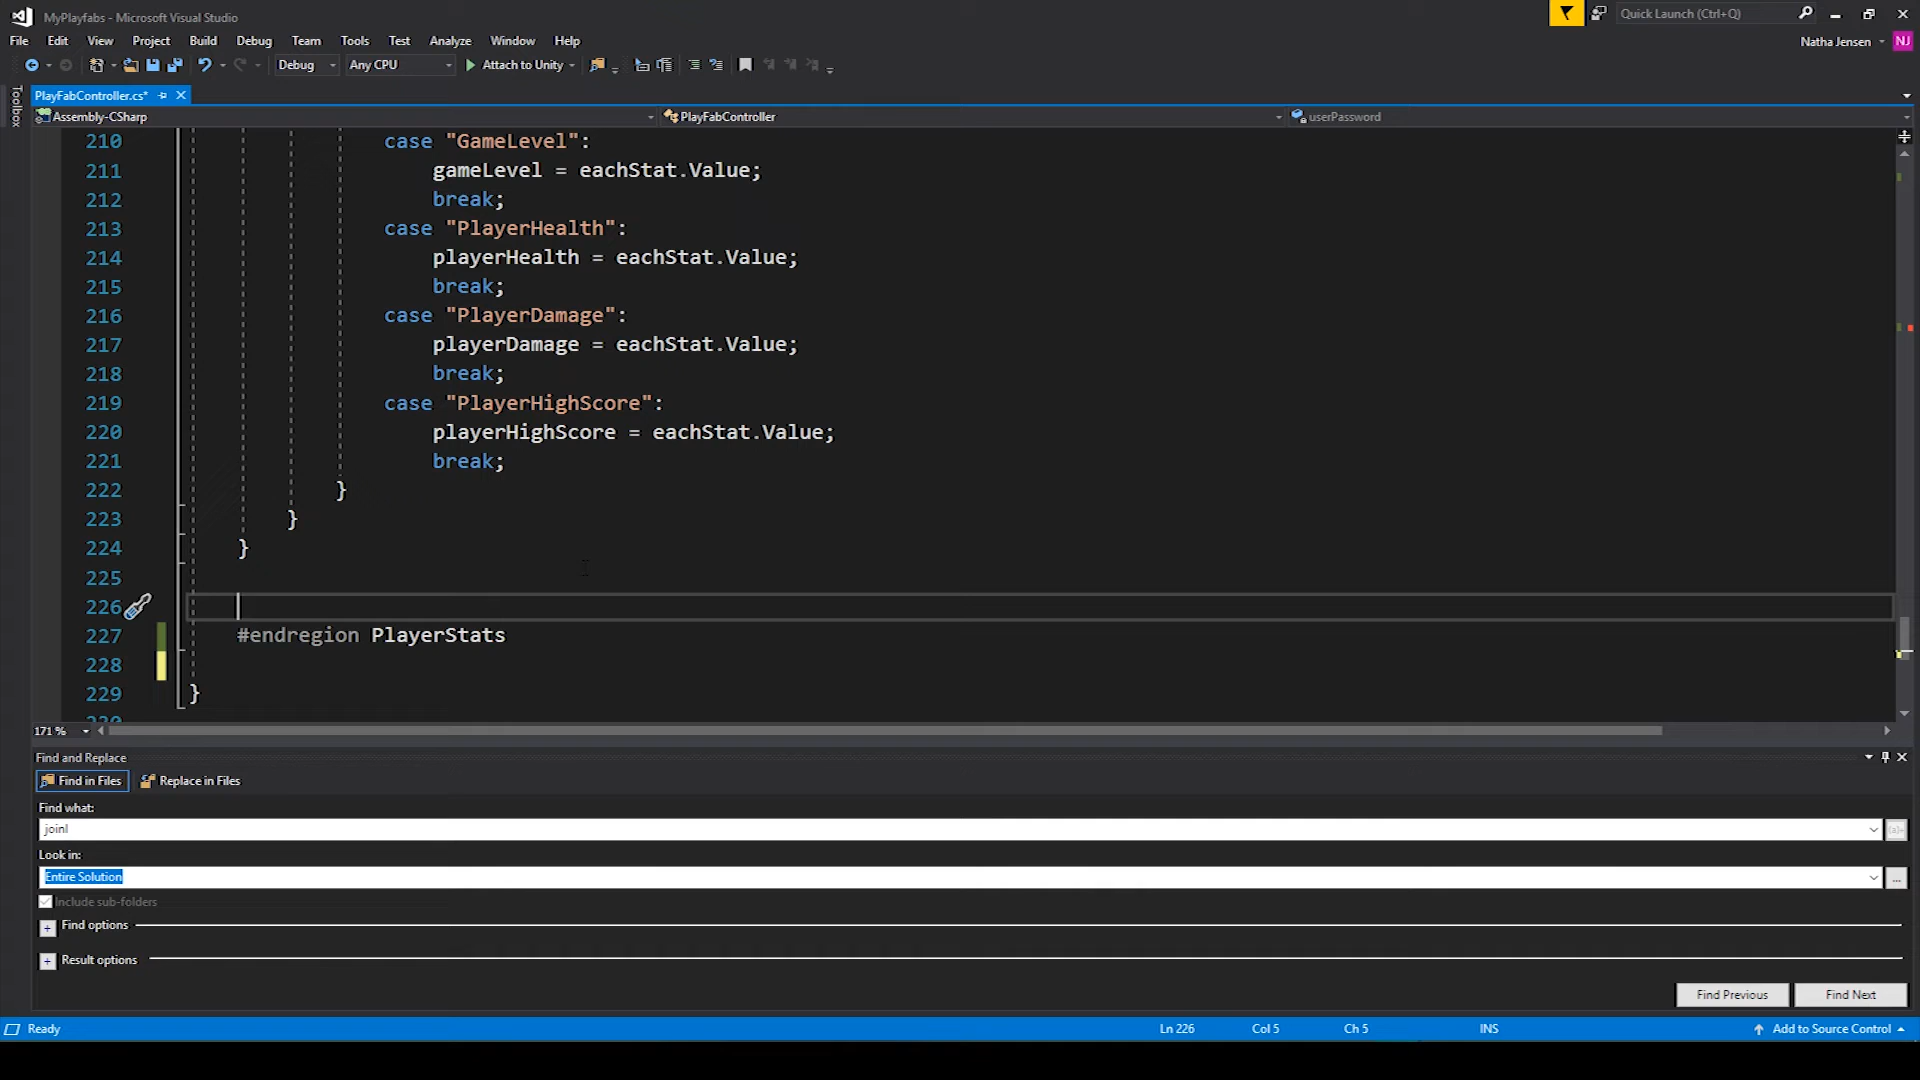 MyPlayfabs - Microsoft Visual Studio
Quick Launch (Ctrl+Q)
File Edit View Project Build Debug Team Tools Test Analyze Window Help
Natha Jensen NJ
Debug Any CPU Attach to Unity
Toolbox
PlayFabController.cs*
Assembly-CSharp PlayFabController userPassword
210 case "GameLevel":
211 gameLevel = eachStat.Value;
212 break;
213 case "PlayerHealth":
214 playerHealth = eachStat.Value;
215 break;
216 case "PlayerDamage":
217 playerDamage = eachStat.Value;
218 break;
219 case "PlayerHighScore":
220 playerHighScore = eachStat.Value;
221 break;
222 }
223 }
224 }
225
226
227 #endregion PlayerStats
228
229 }
230
171 %
Find and Replace
Find in Files Replace in Files
Find what:
joinl
Look in:
Entire Solution
...
Include sub-folders
+ Find options
+ Result options
Find Previous Find Next
Ready Ln 226 Col 5 Ch 5 INS Add to Source Control